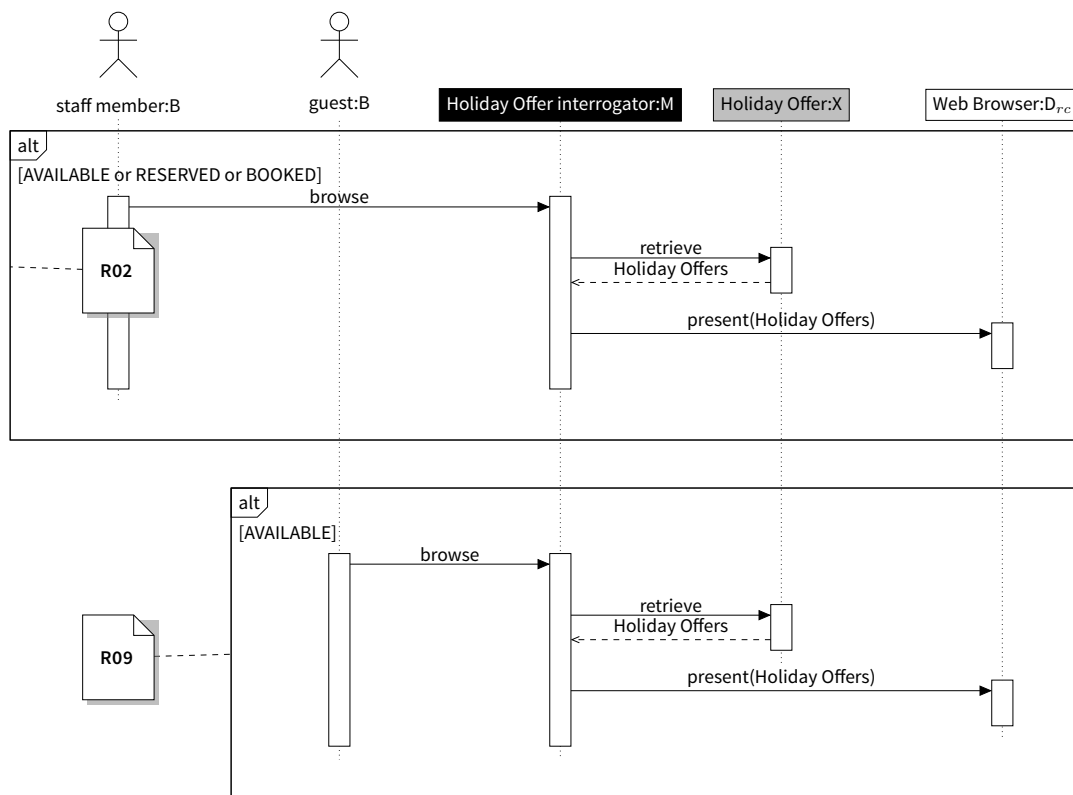 staff member:B
guest:B
Holiday Offer interrogator:M
Holiday Offer:X
Web Browser:Drc
alt
[AVAILABLE or RESERVED or BOOKED]
browse
R02
retrieve
Holiday Offers
present(Holiday Offers)
alt
[AVAILABLE]
browse
retrieve
Holiday Offers
R09
present(Holiday Offers)